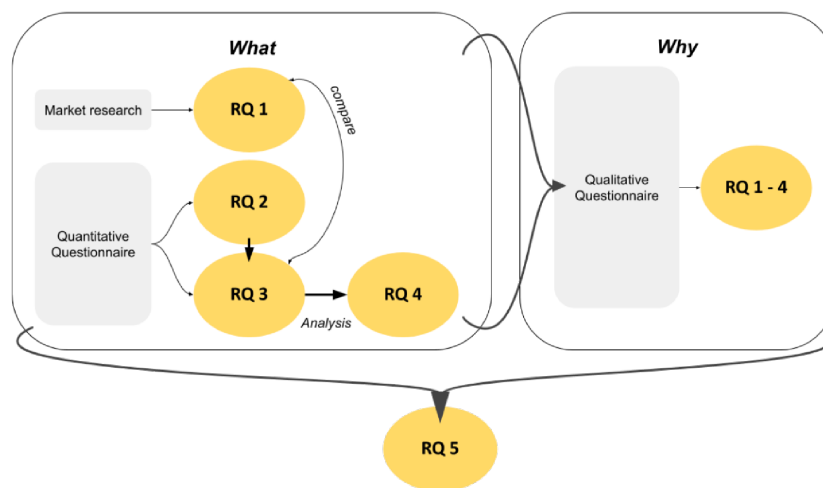 What
Market research
RQ 1
compare
RQ 2
Quantitative
Questionnaire
RQ 3
Analysis
RQ 4
Why
Qualitative
Questionnaire
RQ 1 - 4
RQ 5